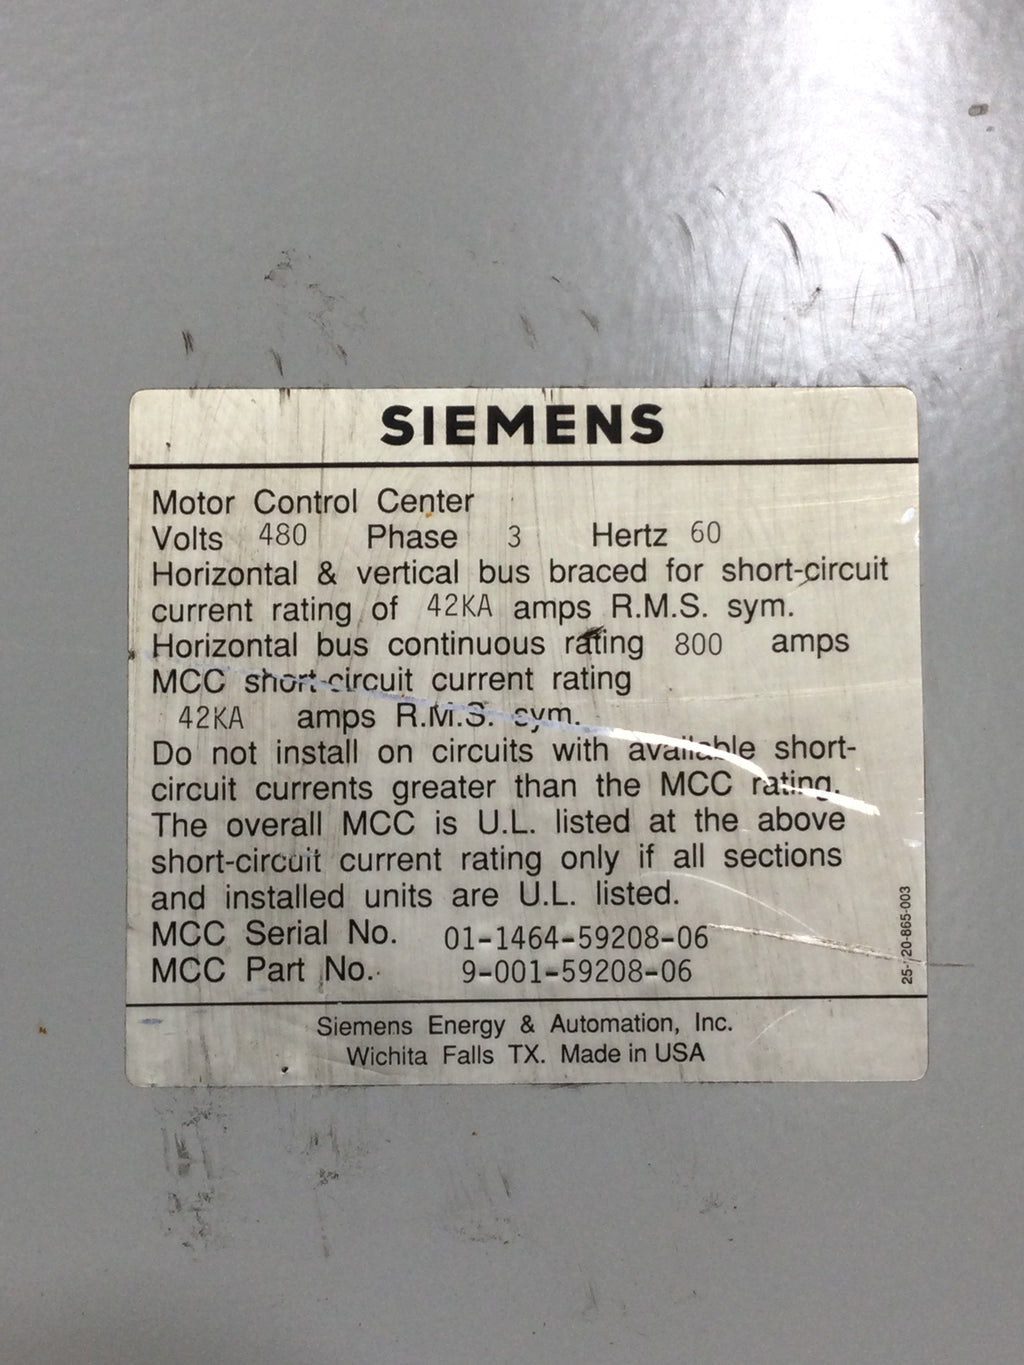 SIEMENS
Motor Control Center
Volts 480 Phase 3 Hertz 60
Horizontal & vertical bus braced for short-circuit
current rating of 42KA amps R.M.S. sym.
Horizontal bus continuous rating 800 amps
MCC short-circuit current rating
42KA amps R.M.S. sym.
Do not install on circuits with available short-
circuit currents greater than the MCC rating.
The overall MCC is U.L. listed at the above
short-circuit current rating only if all sections
and installed units are U.L. listed.
MCC Serial No. 01-1464-59208-06
MCC Part No. 9-001-59208-06
Siemens Energy & Automation, Inc.
Wichita Falls TX. Made in USA